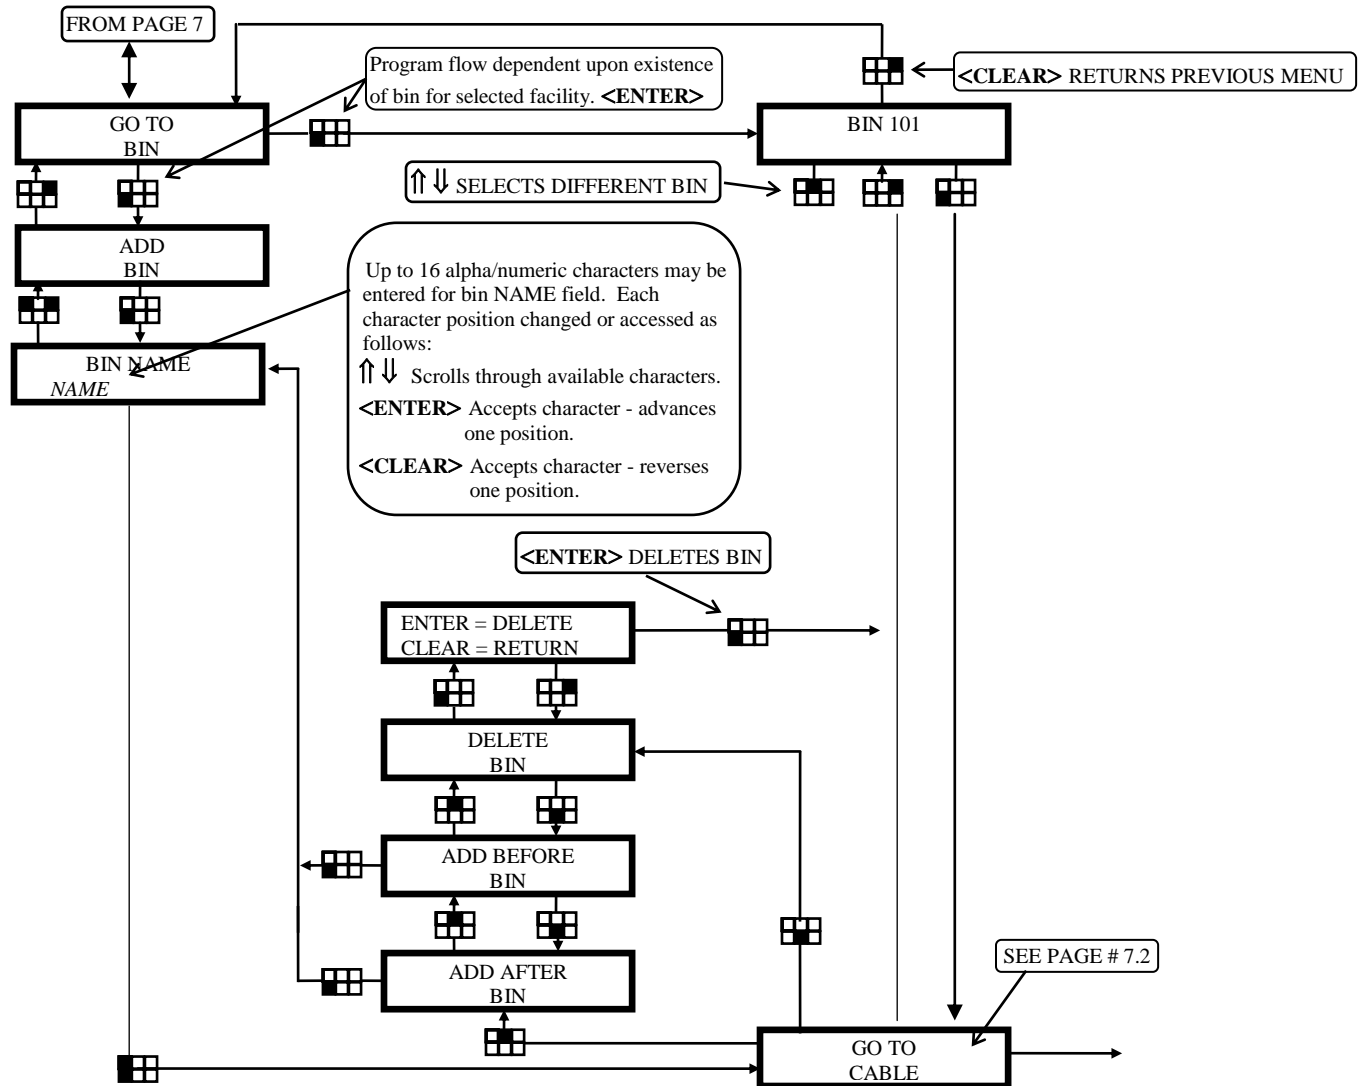 FROM PAGE 7
Program flow dependent upon existence
of bin for selected facility. <ENTER>
<CLEAR> RETURNS PREVIOUS MENU
GO TO
BIN
BIN 101
⇑ ⇓ SELECTS DIFFERENT BIN
ADD
BIN
Up to 16 alpha/numeric characters may be
entered for bin NAME field. Each
character position changed or accessed as
follows:
⇑ ⇓ Scrolls through available characters.
<ENTER> Accepts character - advances
one position.
<CLEAR> Accepts character - reverses
one position.
BIN NAME
NAME
<ENTER> DELETES BIN
ENTER = DELETE
CLEAR = RETURN
DELETE
BIN
ADD BEFORE
BIN
ADD AFTER
BIN
SEE PAGE # 7.2
GO TO
CABLE